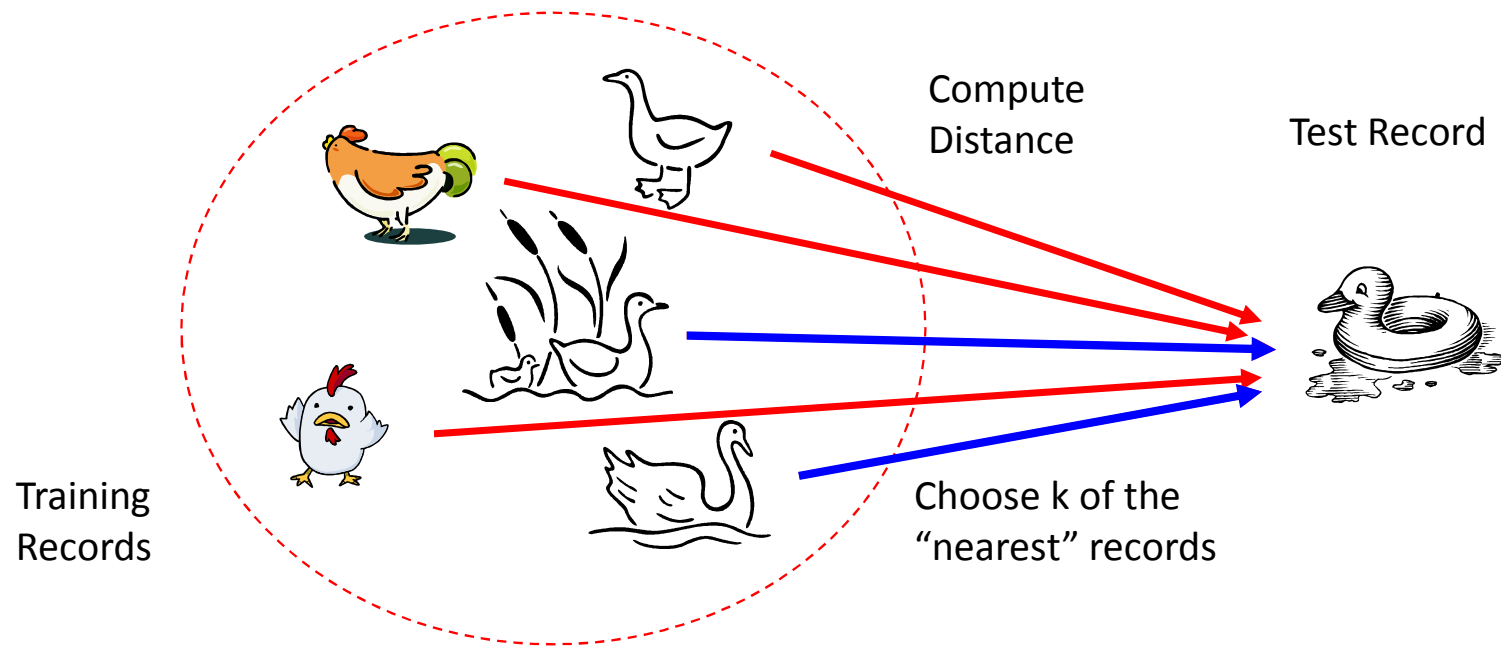 Compute
Distance
Test Record
Training
Records
Choose k of the
“nearest” records